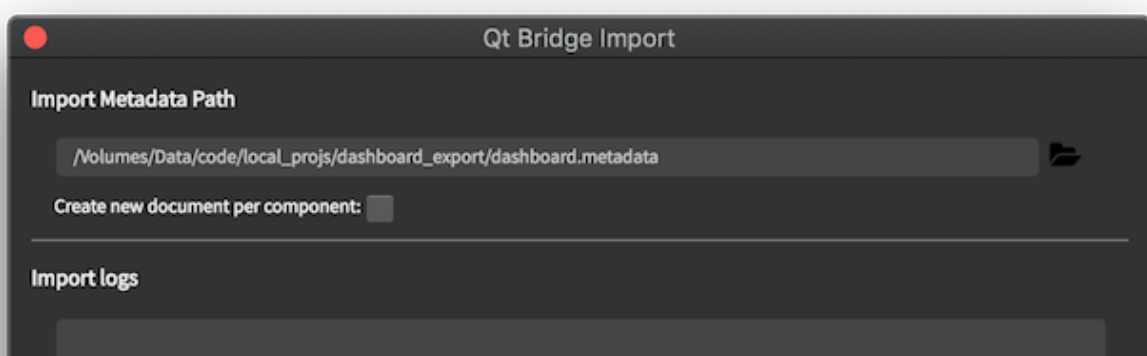 Qt Bridge Import
Import Metadata Path
/Volumes/Data/code/local_projs/dashboard_export/dashboard.metadata
Create new document per component:
Import logs